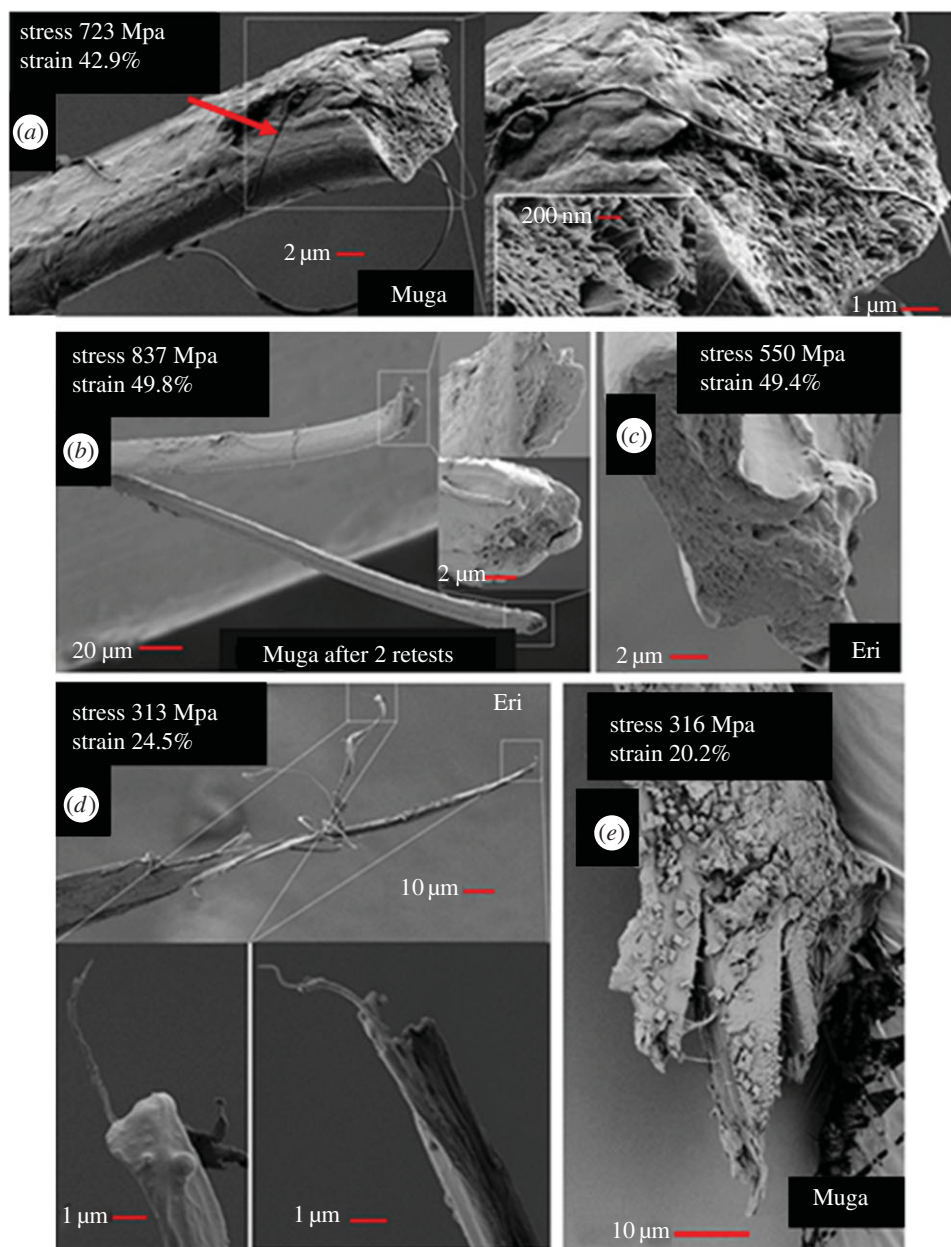 stress 723 Mpa
strain 42.9%
(a)
2 µm
Muga
200 nm
1 µm
stress 837 Mpa
strain 49.8%
(b)
20 µm
Muga after 2 retests
2 µm
stress 550 Mpa
strain 49.4%
(c)
2 µm
Eri
stress 313 Mpa
strain 24.5%
Eri
(d)
10 µm
1 µm
1 µm
stress 316 Mpa
strain 20.2%
(e)
Muga
10 µm